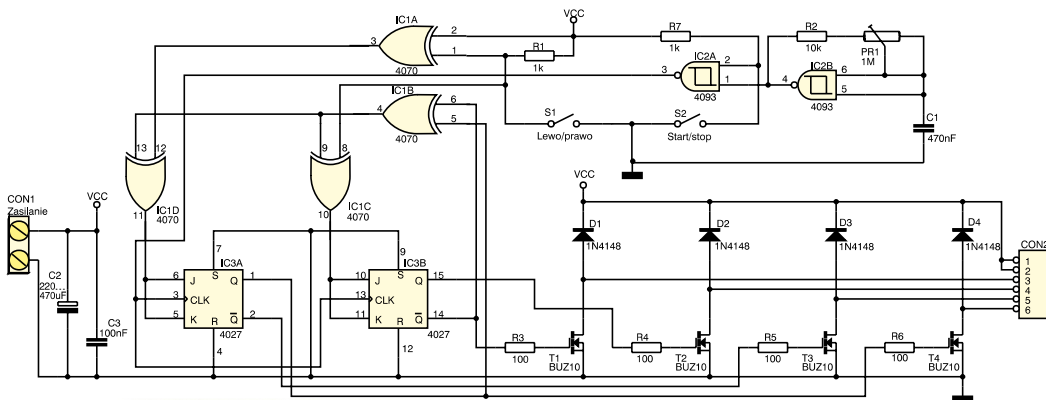 IC1A
3
2
1
4070
VCC
R1
1k
R7
1k
IC2A
3
2
1
4093
R2
10k
PR1
1M
IC2B
4
6
5
4093
C1
470nF
IC1B
4
6
5
4070
S1
Lewo/prawo
S2
Start/stop
13
12
11
IC1D
4070
9
8
10
IC1C
4070
CON1
Zasilanie
VCC
C2
220...
470uF
C3
100nF
7
IC3A
6
J
S
Q
1
3
CLK
5
K
R
Q
2
4027
4
9
IC3B
10
J
S
Q
15
13
CLK
11
K
R
Q
14
4027
12
VCC
D1
1N4148
D2
1N4148
D3
1N4148
D4
1N4148
CON2
1
2
3
4
5
6
R3
100
T1
BUZ10
R4
100
T2
BUZ10
R5
100
T3
BUZ10
R6
100
T4
BUZ10